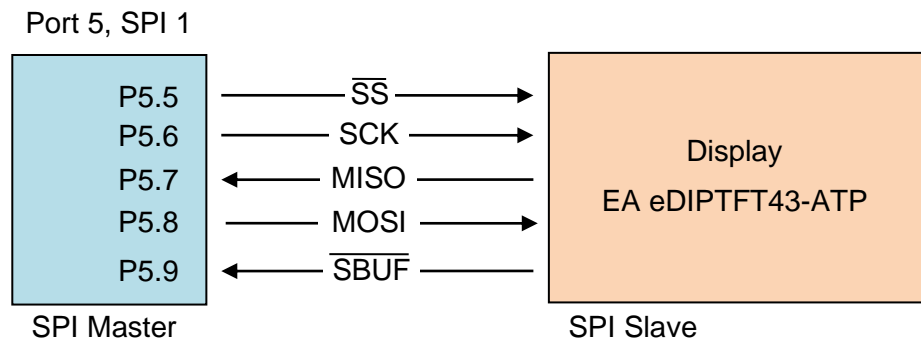 Port 5, SPI 1
P5.5
SS
P5.6
SCK
P5.7
MISO
P5.8
MOSI
P5.9
SBUF
Display
EA eDIPTFT43-ATP
SPI Master
SPI Slave